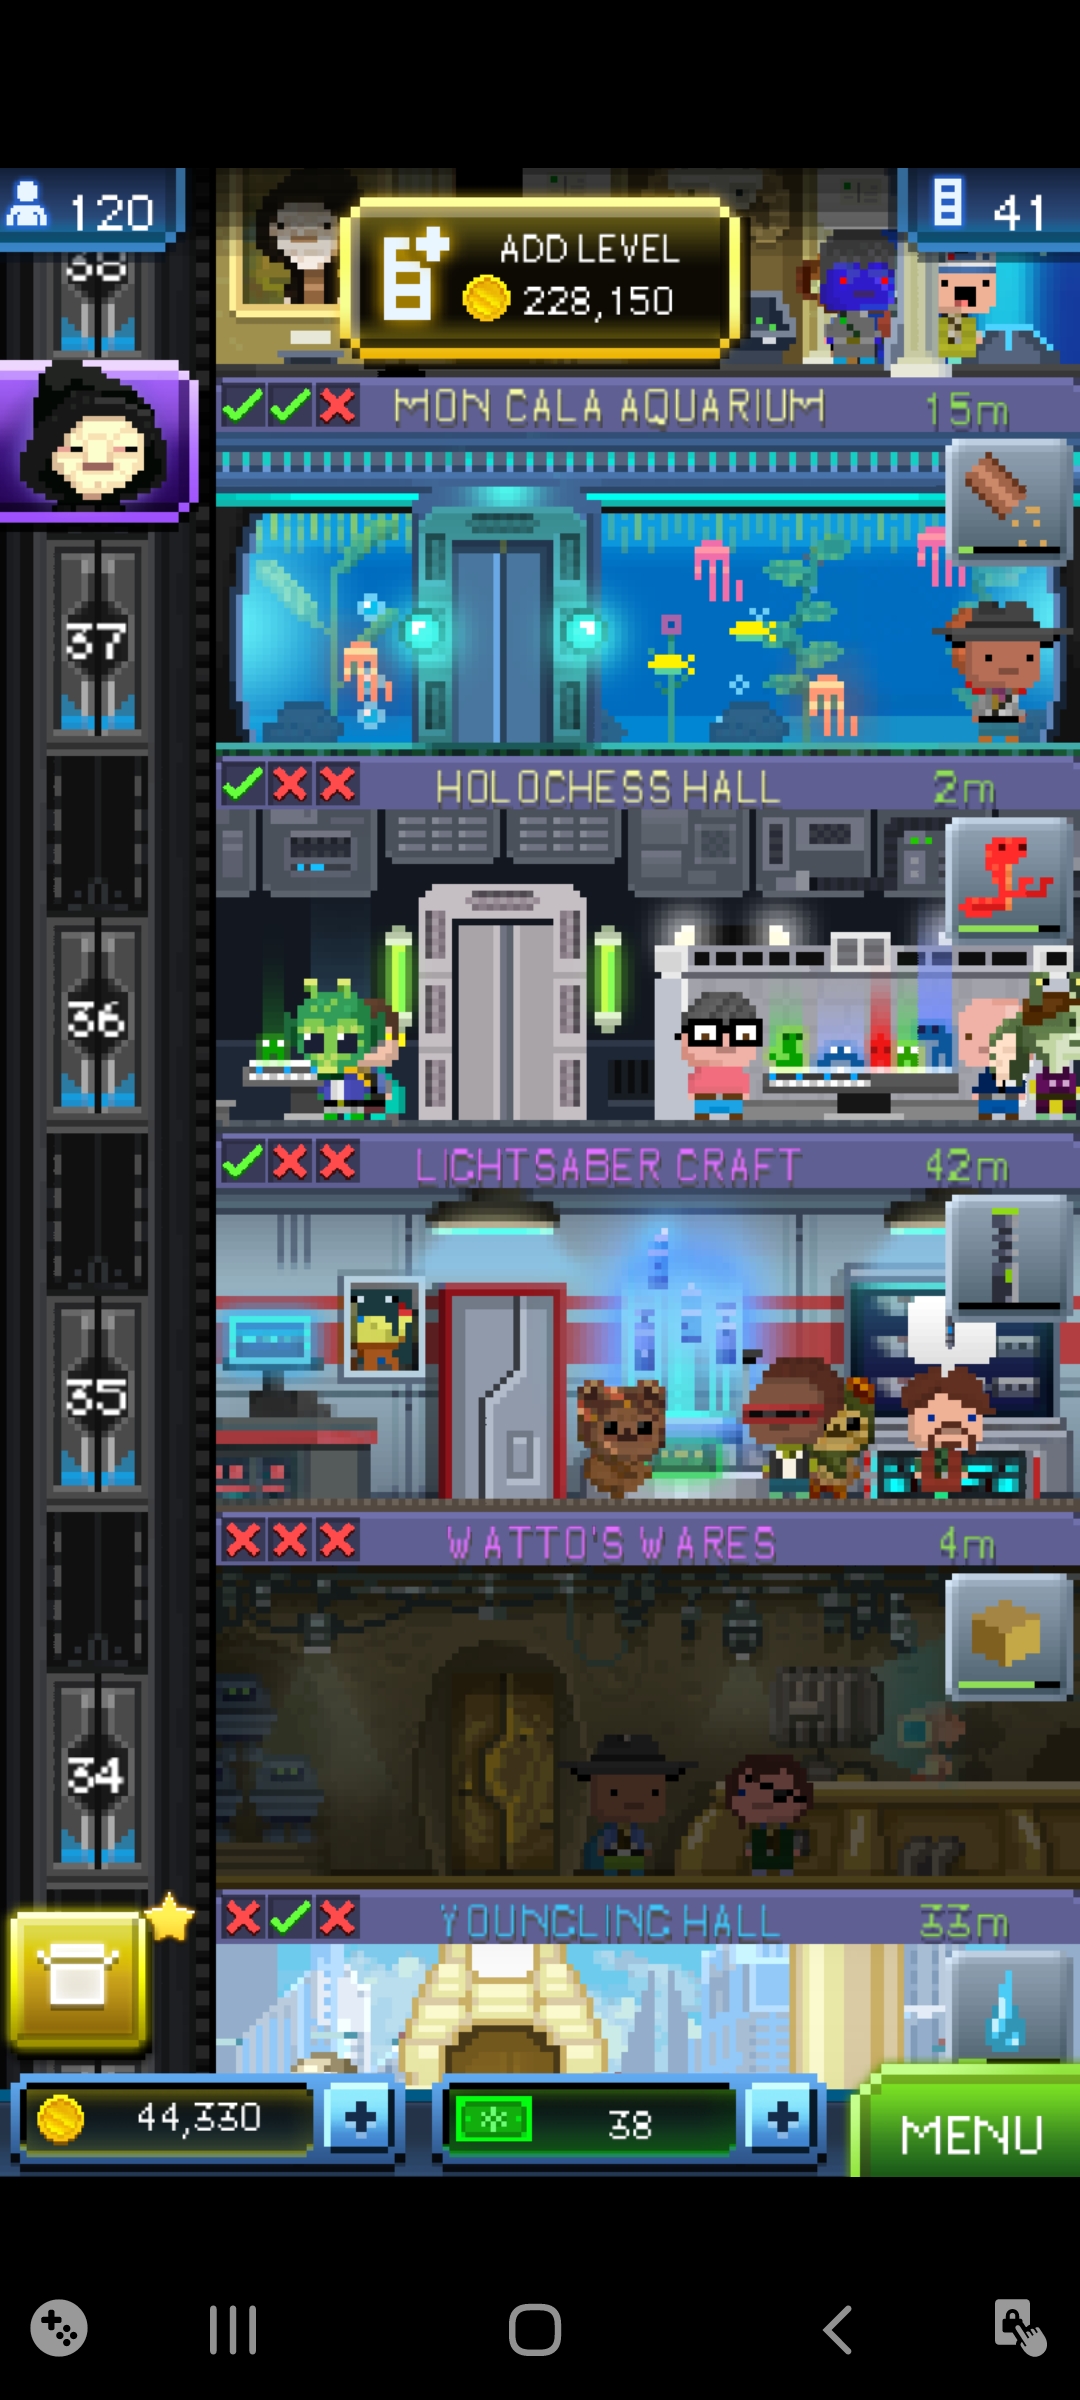 120
ADD LEVEL
228,150
41
38
MON CALA AQUARIUM 15m
37
HOLOCHESS HALL 2m
36
LIGHTSABER CRAFT 42m
35
WATTO'S WARES 4m
34
YOUNGLING HALL 33m
44,330
38
MENU